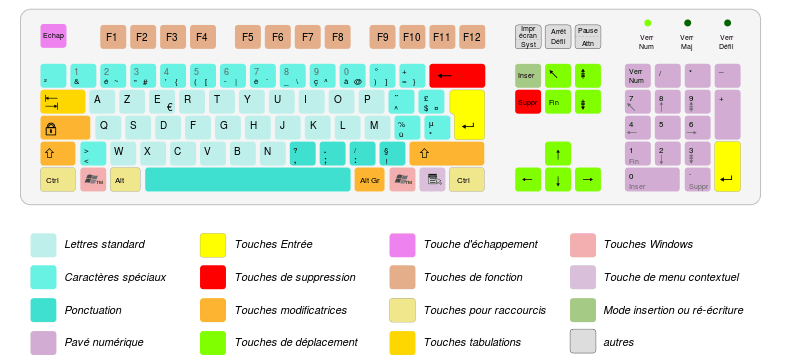 Echap F1 F2 F3 F4 F5 F6 F7 F8 F9 F10 F11 F12 Impr écran Syst Arrêt Défil Pause Attn Verr Num Verr Maj Verr Défil
² 1 & 2 é ~ 3 " # 4 ' { 5 ( [ 6 - | 7 è ` 8 _ \ 9 ç ^ 0 à @ ° ) ] + = } Inser Verr Num / * –
A Z E € R T Y U I O P ¨ ^ £ $ ¤ Suppr Fin 7 8 9 +
Q S D F G H J K L M % ù µ * 4 5 6
> < W X C V B N ? , . ; / : § ! 1 Fin 2 3
Ctrl Alt Alt Gr Ctrl 0 Inser . Suppr
Lettres standard Touches Entrée Touche d'échappement Touches Windows
Caractères spéciaux Touches de suppression Touches de fonction Touche de menu contextuel
Ponctuation Touches modificatrices Touches pour raccourcis Mode insertion ou ré-écriture
Pavé numérique Touches de déplacement Touches tabulations autres